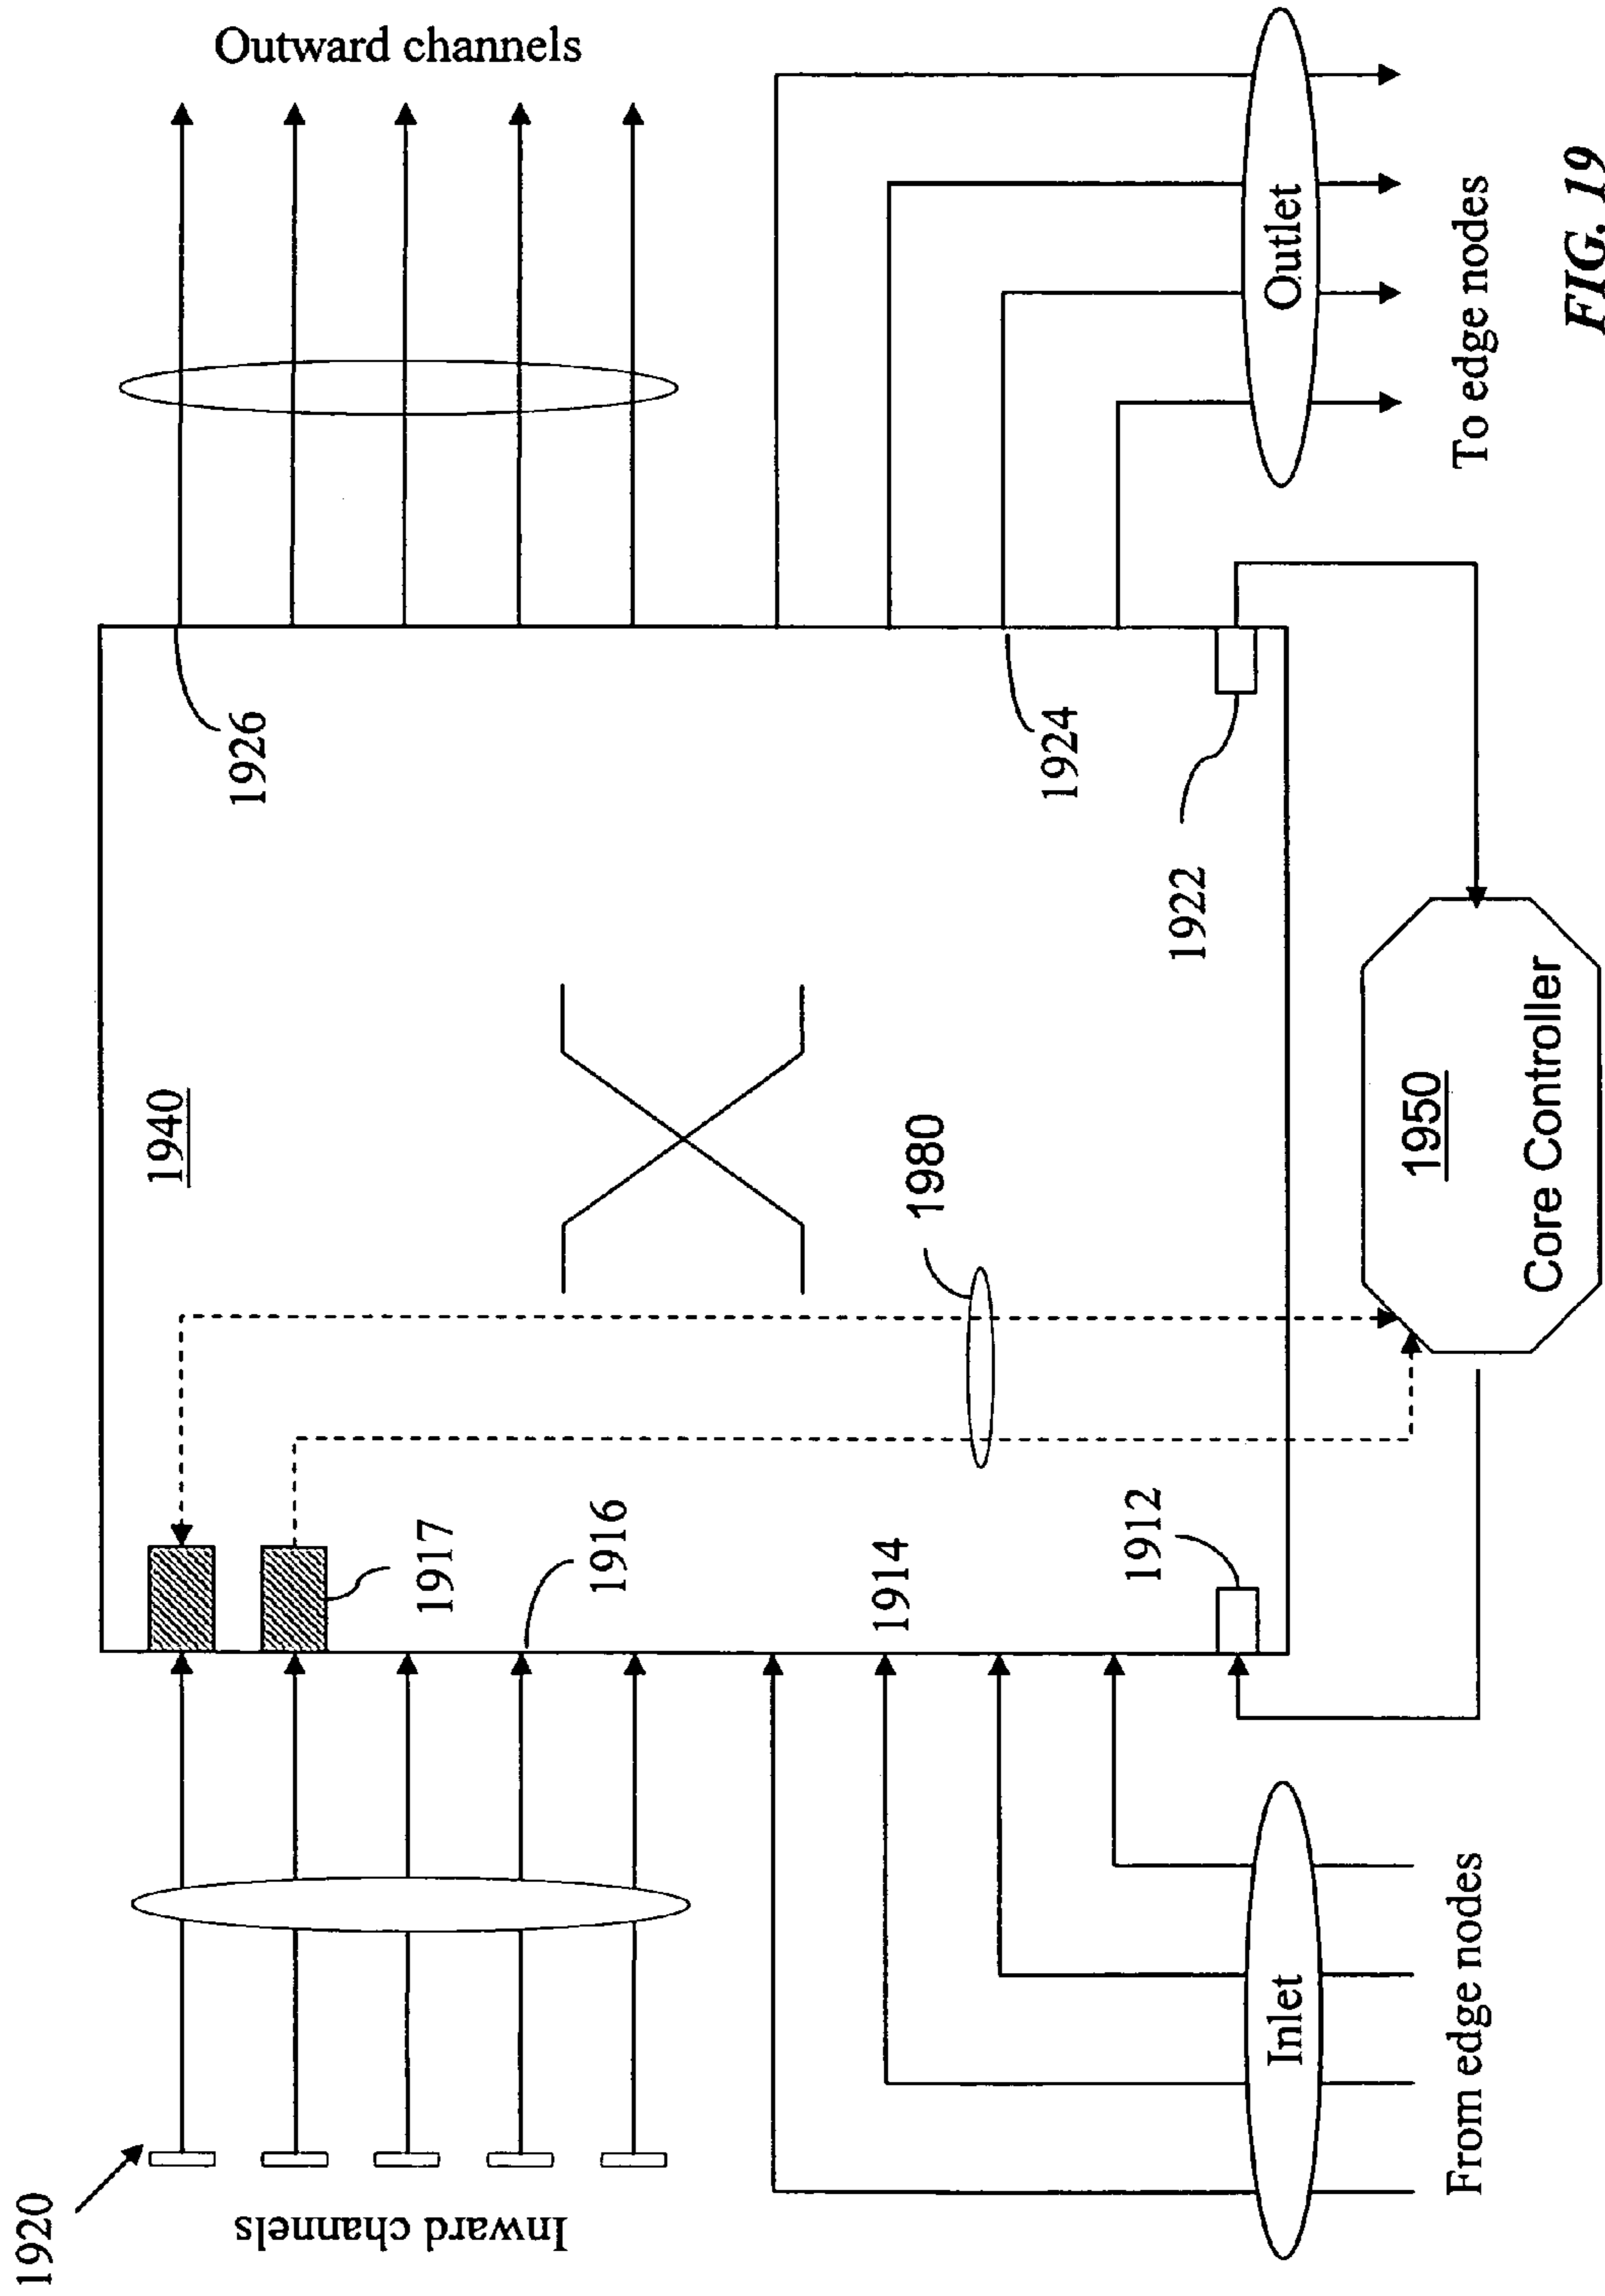 Outward channels
1926
1924
1922
Outlet
To edge nodes
FIG. 19
1940
1980
1950
Core Controller
1917
1916
1914
1912
1920
Inward channels
Inlet
From edge nodes